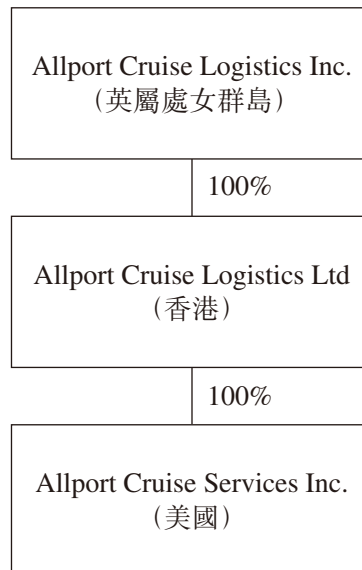 Allport Cruise Logistics Inc.
（英屬處女群島）
100%
Allport Cruise Logistics Ltd
（香港）
100%
Allport Cruise Services Inc.
（美國）